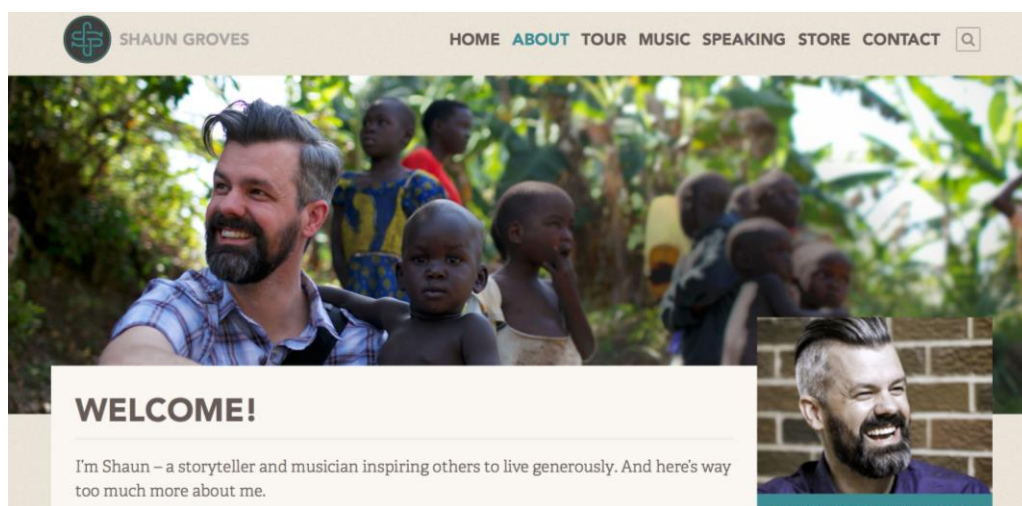 SHAUN GROVES
HOME ABOUT TOUR MUSIC SPEAKING STORE CONTACT
WELCOME!
I'm Shaun – a storyteller and musician inspiring others to live generously. And here's way
too much more about me.